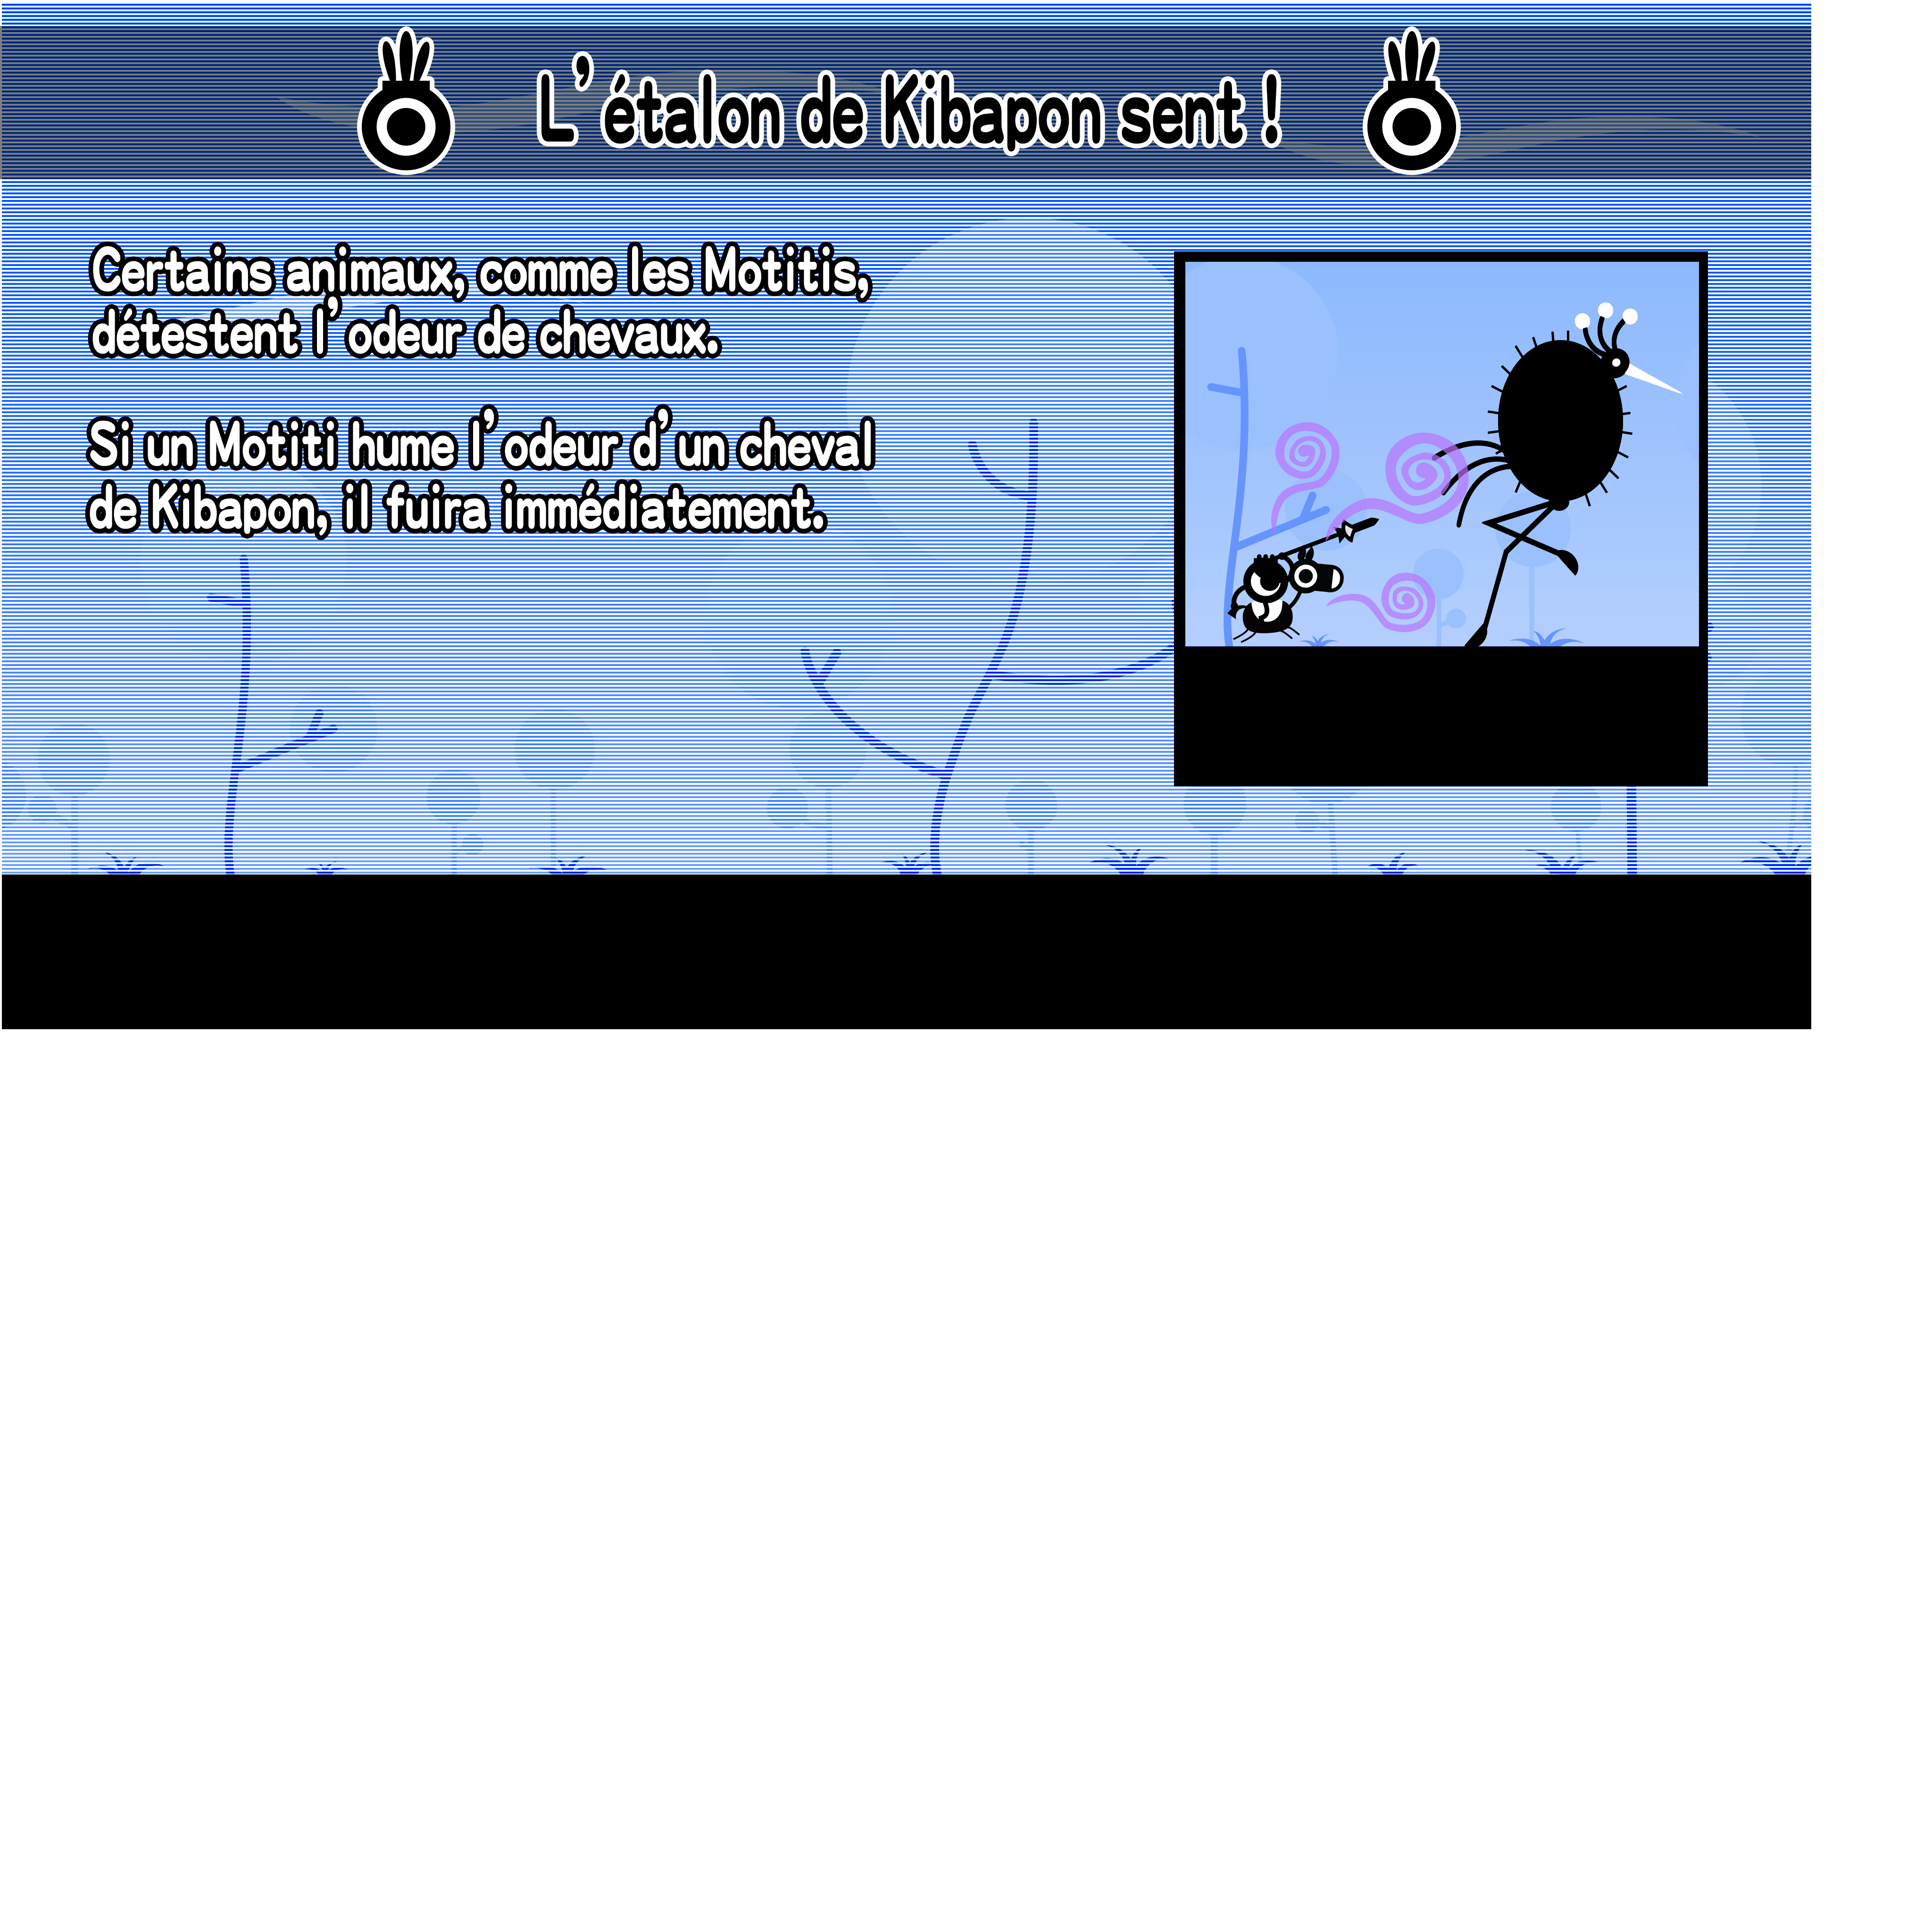 L'étalon de Kibapon sent !
Certains animaux, comme les Motitis,
détestent l'odeur de chevaux.
Si un Motiti hume l'odeur d'un cheval
de Kibapon, il fuira immédiatement.